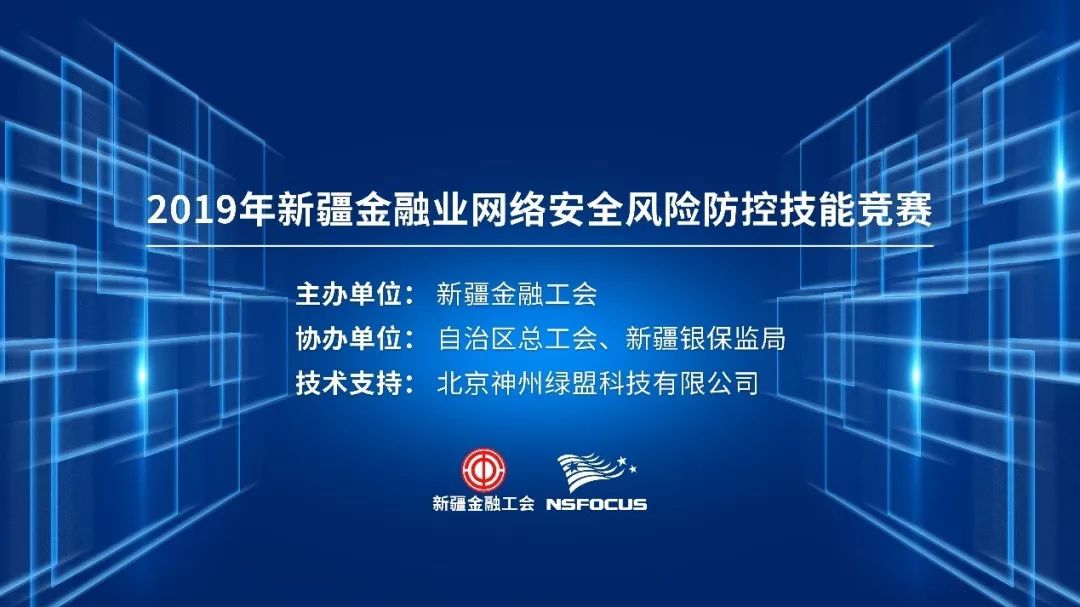 2019年新疆金融业网络安全风险防控技能竞赛
主办单位： 新疆金融工会
协办单位： 自治区总工会、新疆银保监局
技术支持： 北京神州绿盟科技有限公司
新疆金融工会 NSFOCUS